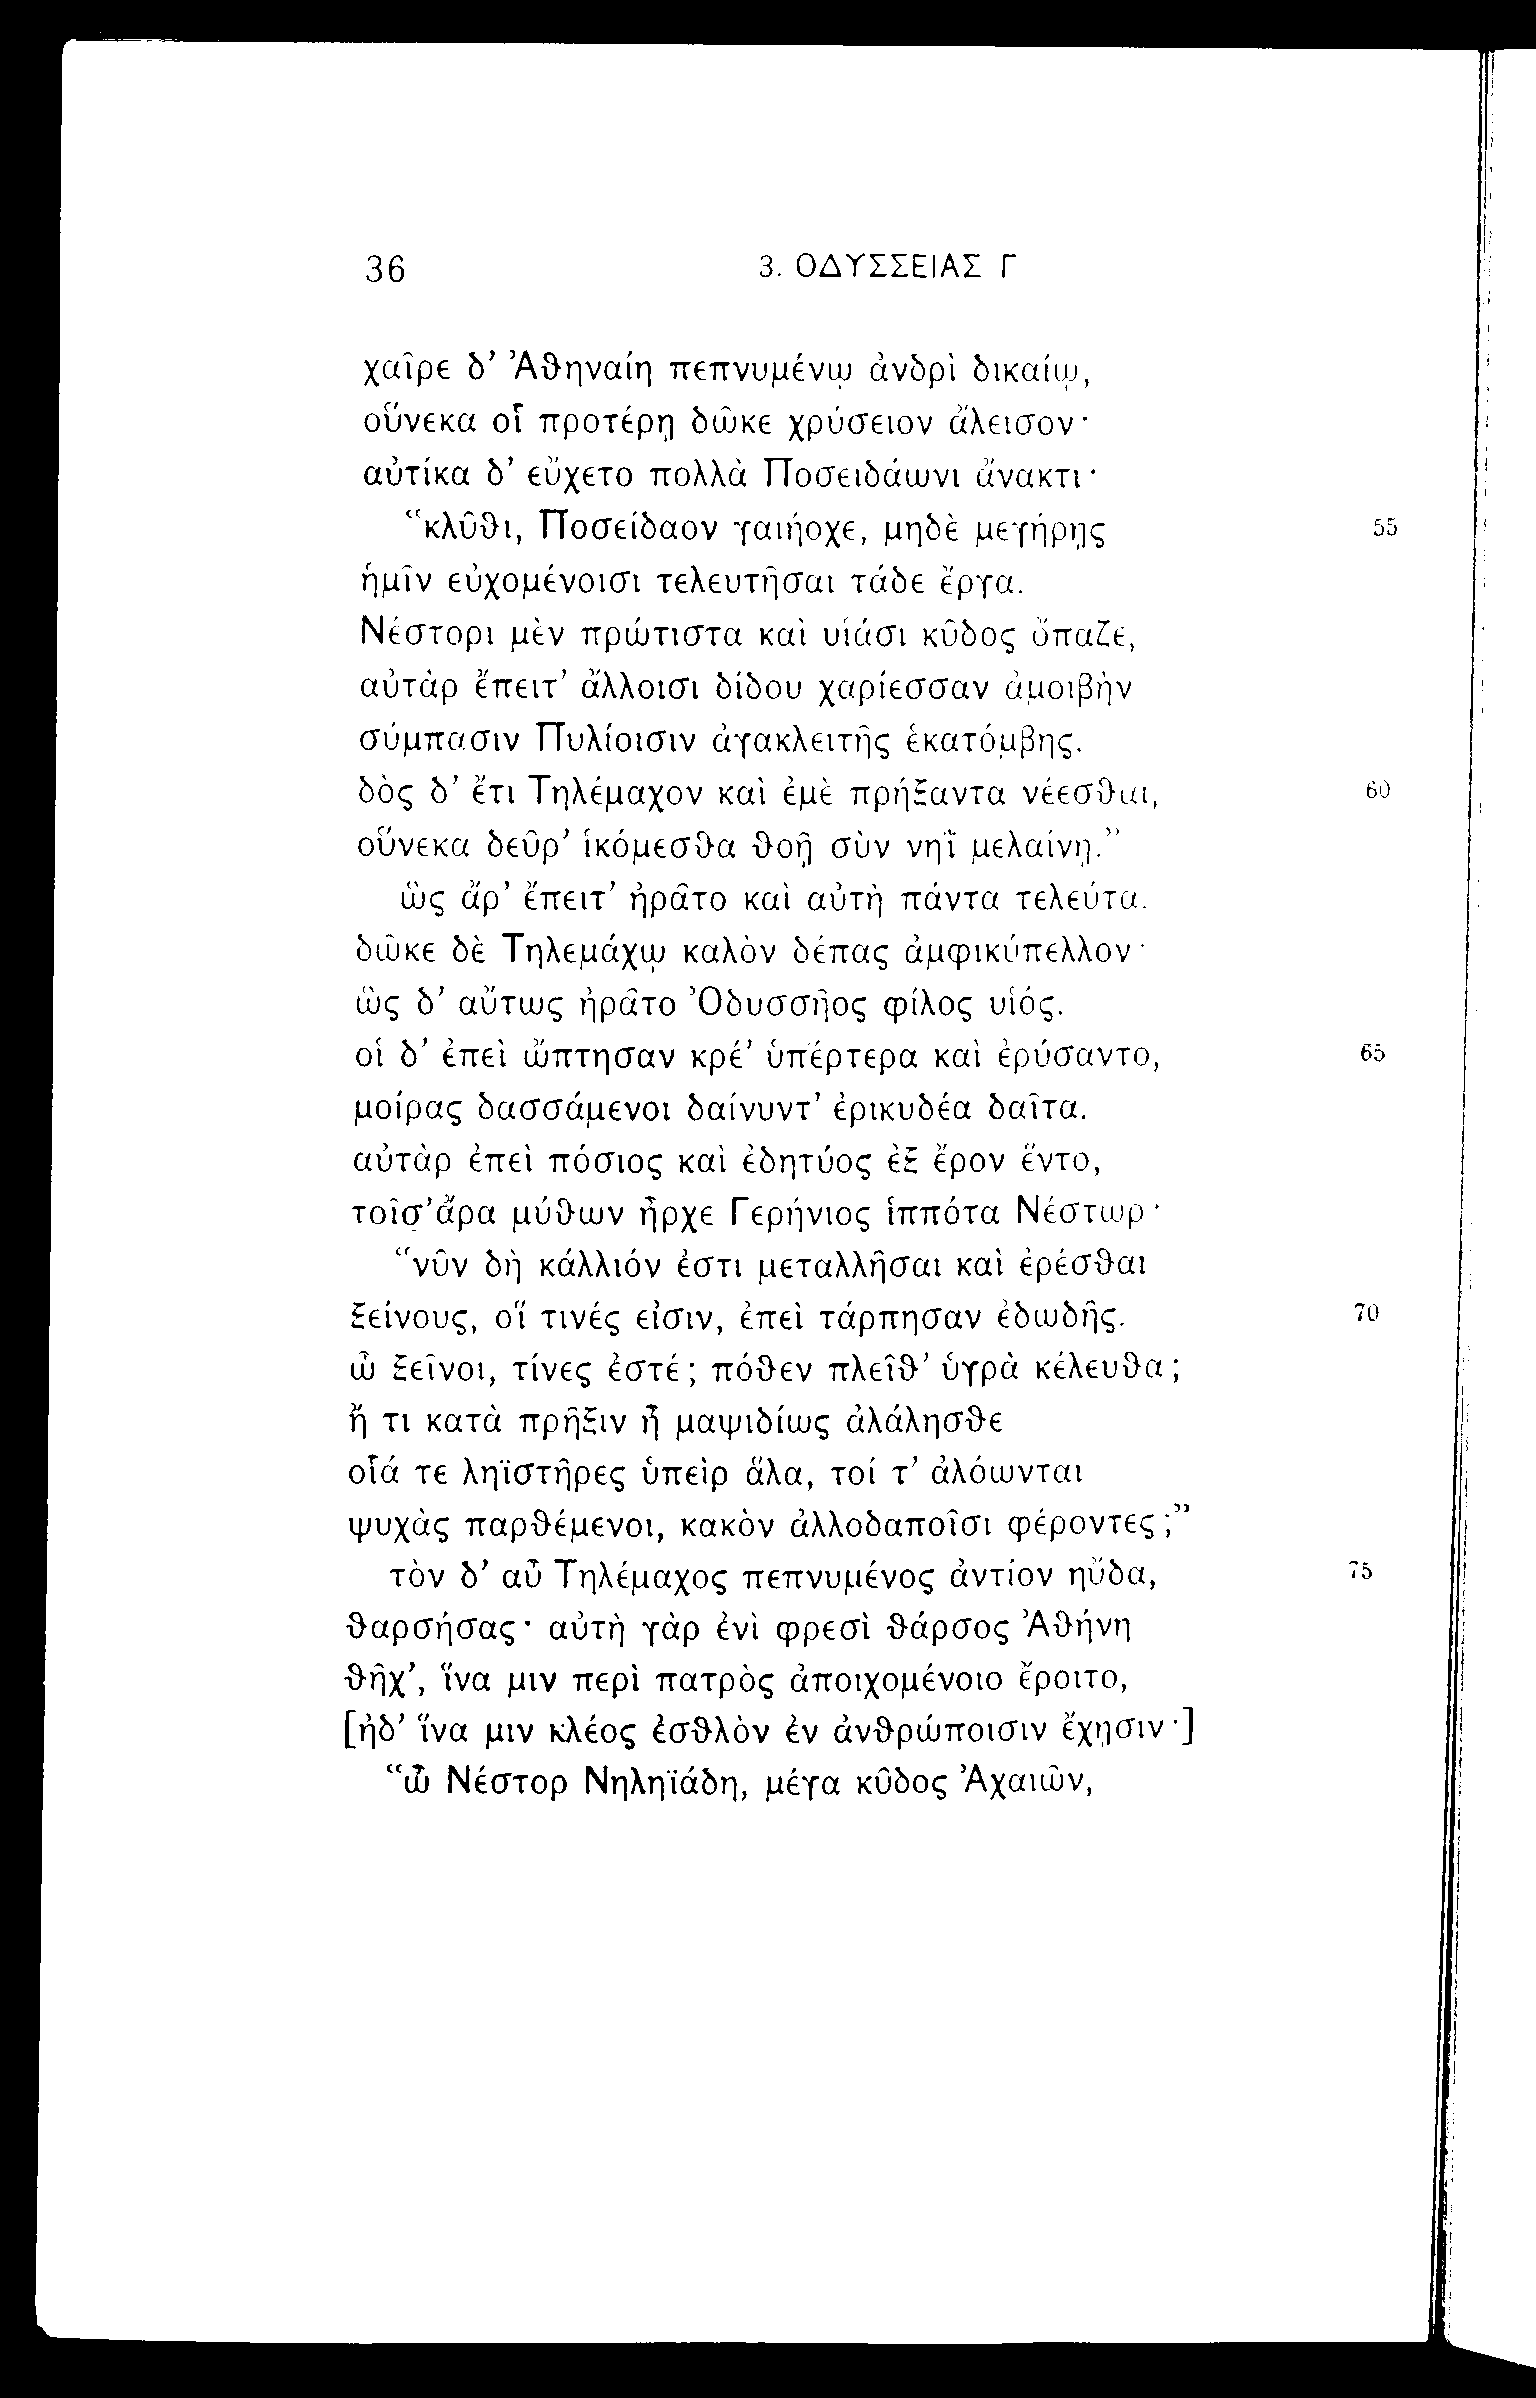 36 3. ΟΔΥΣΣΕΙΑΣ Γ
χαῖρε δ’ Ἀϑηναίη πεπνυμένῳ ἀνδρὶ δικαίῳ,
οὕνεκα οἷ προτέρῃ δῶκε χρύσειον ἄλεισον·
αὐτίκα δ’ εὔχετο πολλὰ Ποσειδάωνι ἄνακτι·
“κλῦϑι, Ποσείδαον γαιήοχε, μηδὲ μεγήρῃς 55
ἡμῖν εὐχομένοισι τελευτῆσαι τάδε ἔργα.
Νέστορι μὲν πρώτιστα καὶ υἱάσι κῦδος ὄπαζε,
αὐτὰρ ἔπειτ’ ἄλλοισι δίδου χαρίεσσαν ἀμοιβὴν
σύμπασιν Πυλίοισιν ἀγακλειτῆς ἑκατόμβης.
δὸς δ’ ἔτι Τηλέμαχον καὶ ἐμὲ πρήξαντα νέεσϑαι, 60
οὕνεκα δεῦρ’ ἱκόμεσϑα ϑοῇ σὺν νηῒ μελαίνῃ.”
ὣς ἄρ’ ἔπειτ’ ἠρᾶτο καὶ αὐτὴ πάντα τελεύτα.
δῶκε δὲ Τηλεμάχῳ καλὸν δέπας ἀμφικύπελλον·
ὣς δ’ αὔτως ἠρᾶτο Ὀδυσσῆος φίλος υἱός.
οἱ δ’ ἐπεὶ ὤπτησαν κρέ’ ὑπέρτερα καὶ ἐρύσαντο, 65
μοίρας δασσάμενοι δαίνυντ’ ἐρικυδέα δαῖτα.
αὐτὰρ ἐπεὶ πόσιος καὶ ἐδητύος ἐξ ἔρον ἕντο,
τοῖσ’ἄρα μύϑων ἦρχε Γερήνιος ἱππότα Νέστωρ·
“νῦν δὴ κάλλιόν ἐστι μεταλλῆσαι καὶ ἐρέσϑαι
ξείνους, οἵ τινές εἰσιν, ἐπεὶ τάρπησαν ἐδωδῆς. 70
ὦ ξεῖνοι, τίνες ἐστέ; πόϑεν πλεῖϑ’ ὑγρὰ κέλευϑα;
ἤ τι κατὰ πρῆξιν ἦ μαψιδίως ἀλάλησϑε
οἷά τε ληϊστῆρες ὑπεὶρ ἅλα, τοί τ’ ἀλόωνται
ψυχὰς παρϑέμενοι, κακὸν ἀλλοδαποῖσι φέροντες;”
τὸν δ’ αὖ Τηλέμαχος πεπνυμένος ἀντίον ηὔδα, 75
ϑαρσήσας· αὐτὴ γὰρ ἐνὶ φρεσὶ ϑάρσος Ἀϑήνη
ϑῆχ’, ἵνα μιν περὶ πατρὸς ἀποιχομένοιο ἔροιτο,
[ἠδ’ ἵνα μιν κλέος ἐσϑλὸν ἐν ἀνϑρώποισιν ἔχῃσιν·]
“ὦ Νέστορ Νηληϊάδη, μέγα κῦδος Ἀχαιῶν,